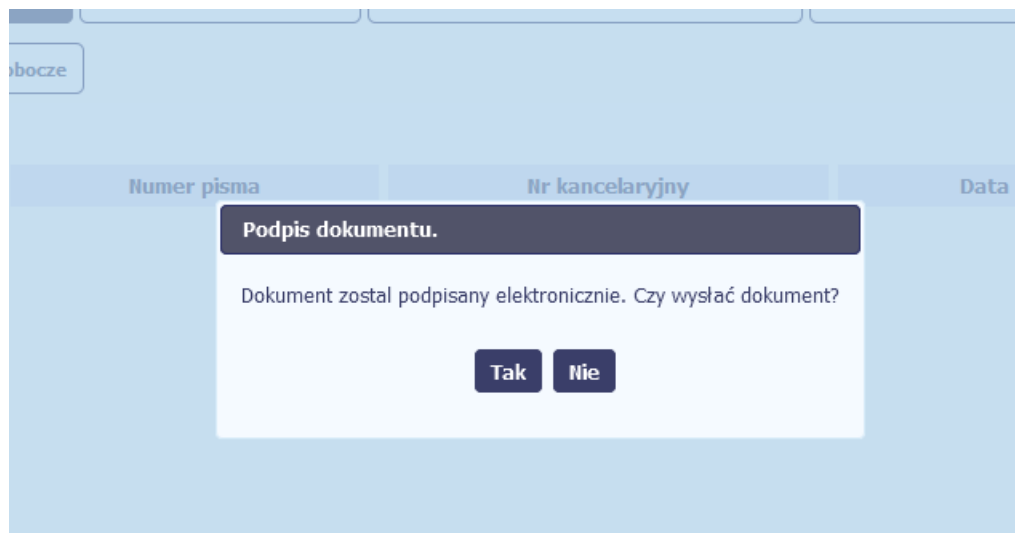 obocze
Numer pisma Nr kancelaryjny Data
Podpis dokumentu.
Dokument zostal podpisany elektronicznie. Czy wysłać dokument?
Tak Nie